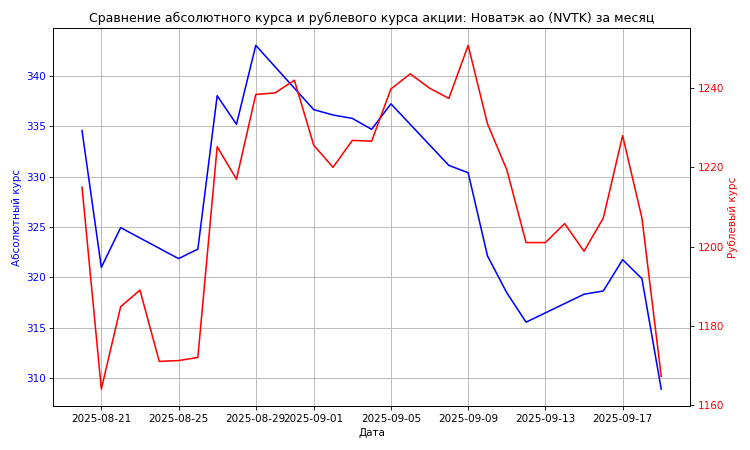 Сравнение абсолютного курса и рублевого курса акции: Новатэк ао (NVTK) за месяц
Абсолютный курс
340
335
330
325
320
315
310
1240
1220
1200
1180
1160
Рублевый курс
2025-08-21 2025-08-25 2025-08-29 2025-09-01 2025-09-05 2025-09-09 2025-09-13 2025-09-17
Дата